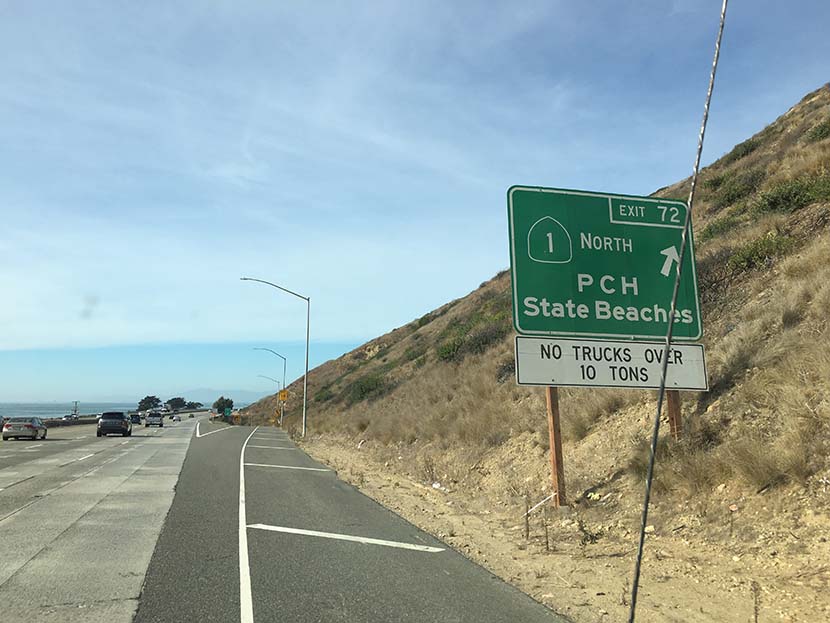 EXIT 72
1 NORTH
PCH
State Beaches
NO TRUCKS OVER
10 TONS